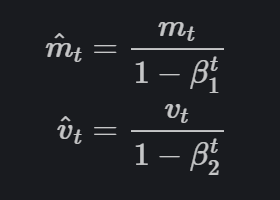 m̂_t = m_t / (1 − β_1^t)
v̂_t = v_t / (1 − β_2^t)